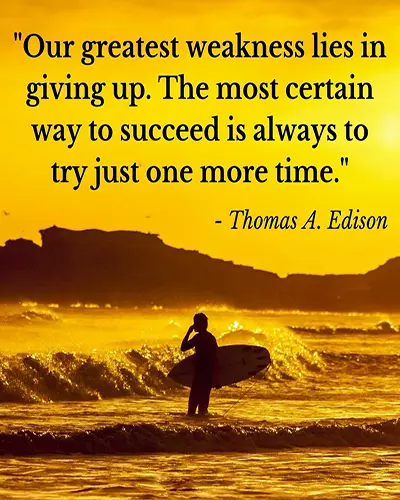 "Our greatest weakness lies in
giving up. The most certain
way to succeed is always to
try just one more time."
- Thomas A. Edison